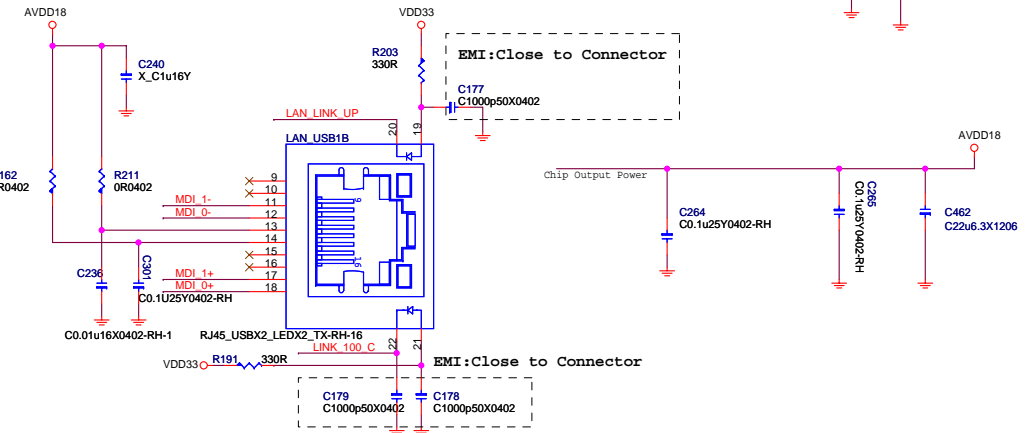 AVDD18
VDD33
C240
X_C1u16Y
R203
330R
EMI:Close to Connector
C177
C1000p50X0402
LAN_LINK_UP
20
19
LAN_USB1B
162
R0402
R211
0R0402
9
10
MDI_1-
11
MDI_0-
12
13
14
15
16
MDI_1+
17
MDI_0+
18
9
16
C236
C301
C0.1U25Y0402-RH
C0.01u16X0402-RH-1
RJ45_USBX2_LEDX2_TX-RH-16
LINK_100_C
22
21
VDD33
R191
330R
EMI:Close to Connector
C179
C1000p50X0402
C178
C1000p50X0402
AVDD18
Chip Output Power
C264
C0.1u25Y0402-RH
C265
C0.1u25Y0402-RH
C462
C22u6.3X1206